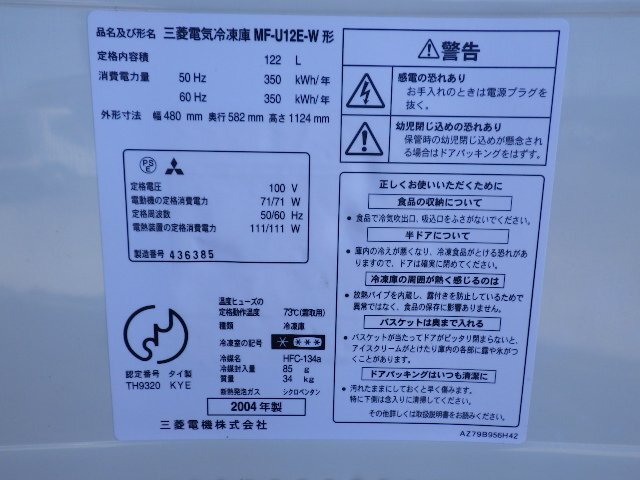 品名及び形名 三菱電気冷凍庫 MF-U12E-W 形
定格内容積 122 L
消費電力量 50 Hz 350 kWh/年
60 Hz 350 kWh/年
外形寸法 幅 480 mm 奥行 582 mm 高さ 1124 mm
PS E
定格電圧 100 V
電動機の定格消費電力 71/71 W
定格周波数 50/60 Hz
電熱装置の定格消費電力 111/111 W
製造番号 436385
温度ヒューズの
定格動作温度 73℃(霜取用)
種類 冷凍庫
冷凍室の記号 * ***
冷媒名 HFC-134a
冷媒封入量 85 g
質量 34 kg
断熱発泡ガス シクロペンタン
認定番号 タイ製
TH9320 KYE
2004 年製
三菱電機株式会社
警告
感電の恐れあり
お手入れのときは電源プラグを
抜く。
幼児閉じ込めの恐れあり
保管時の幼児閉じ込めが懸念され
る場合はドアパッキングをはずす。
正しくお使いいただくために
食品の収納について
• 食品で冷気吹出口、吸込口をふさがないでください。
半ドアについて
• 庫内の冷えが悪くなり、冷凍食品がとける恐れがあり
ますので、ドアは確実に閉めてください。
冷凍庫の周囲が熱く感じるのは
• 放熱パイプを内蔵し、露付きを防止しているためで
異常ではなく、食品の保存に影響ありません。
バスケットは奥まで入れる
• バスケットが当たってドアがピッタリ閉まらないと、
アイスクリームがとけたり庫内の各部に露や氷がつ
くことがあります。
ドアパッキングはいつも清潔に
• 汚れたままにしておくと早く傷みます。
特に下側は念入りに掃除してください。
その他詳しくは取扱説明書をお読みください。
AZ79B956H42